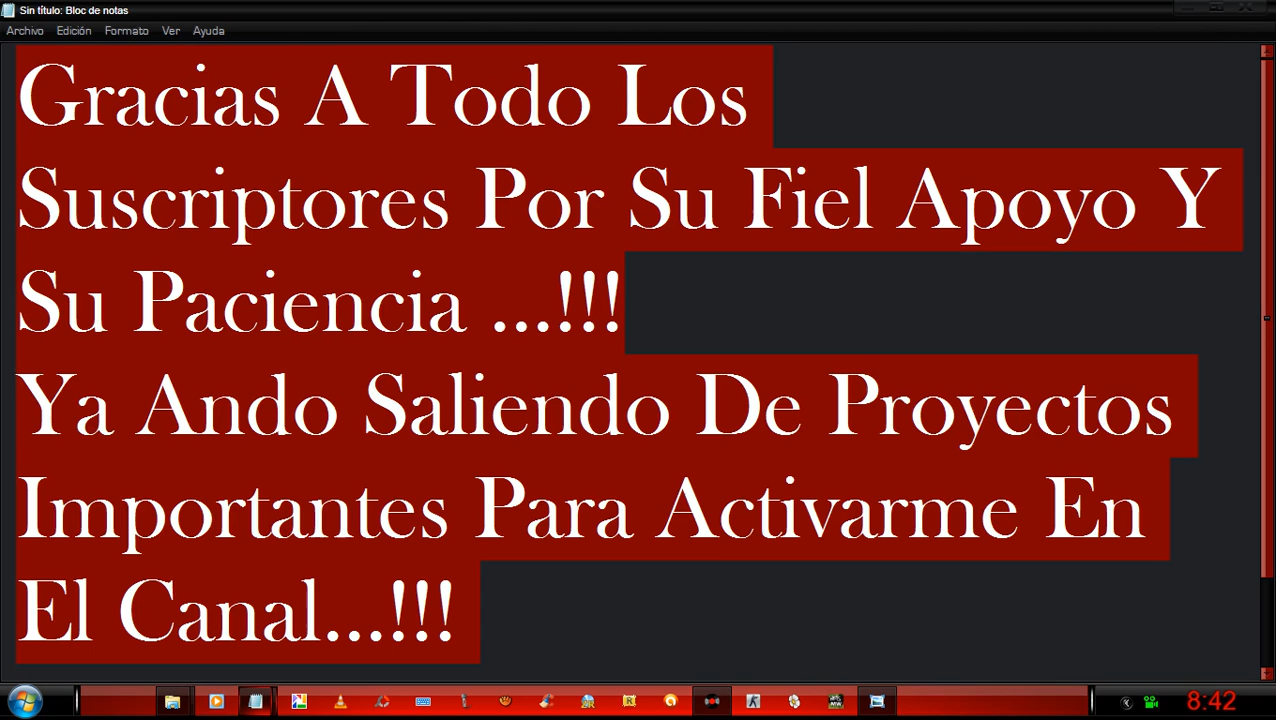 Sin título: Bloc de notas
Archivo Edición Formato Ver Ayuda
Gracias A Todo Los
Suscriptores Por Su Fiel Apoyo Y
Su Paciencia ...!!!
Ya Ando Saliendo De Proyectos
Importantes Para Activarme En
El Canal...!!!
8:42